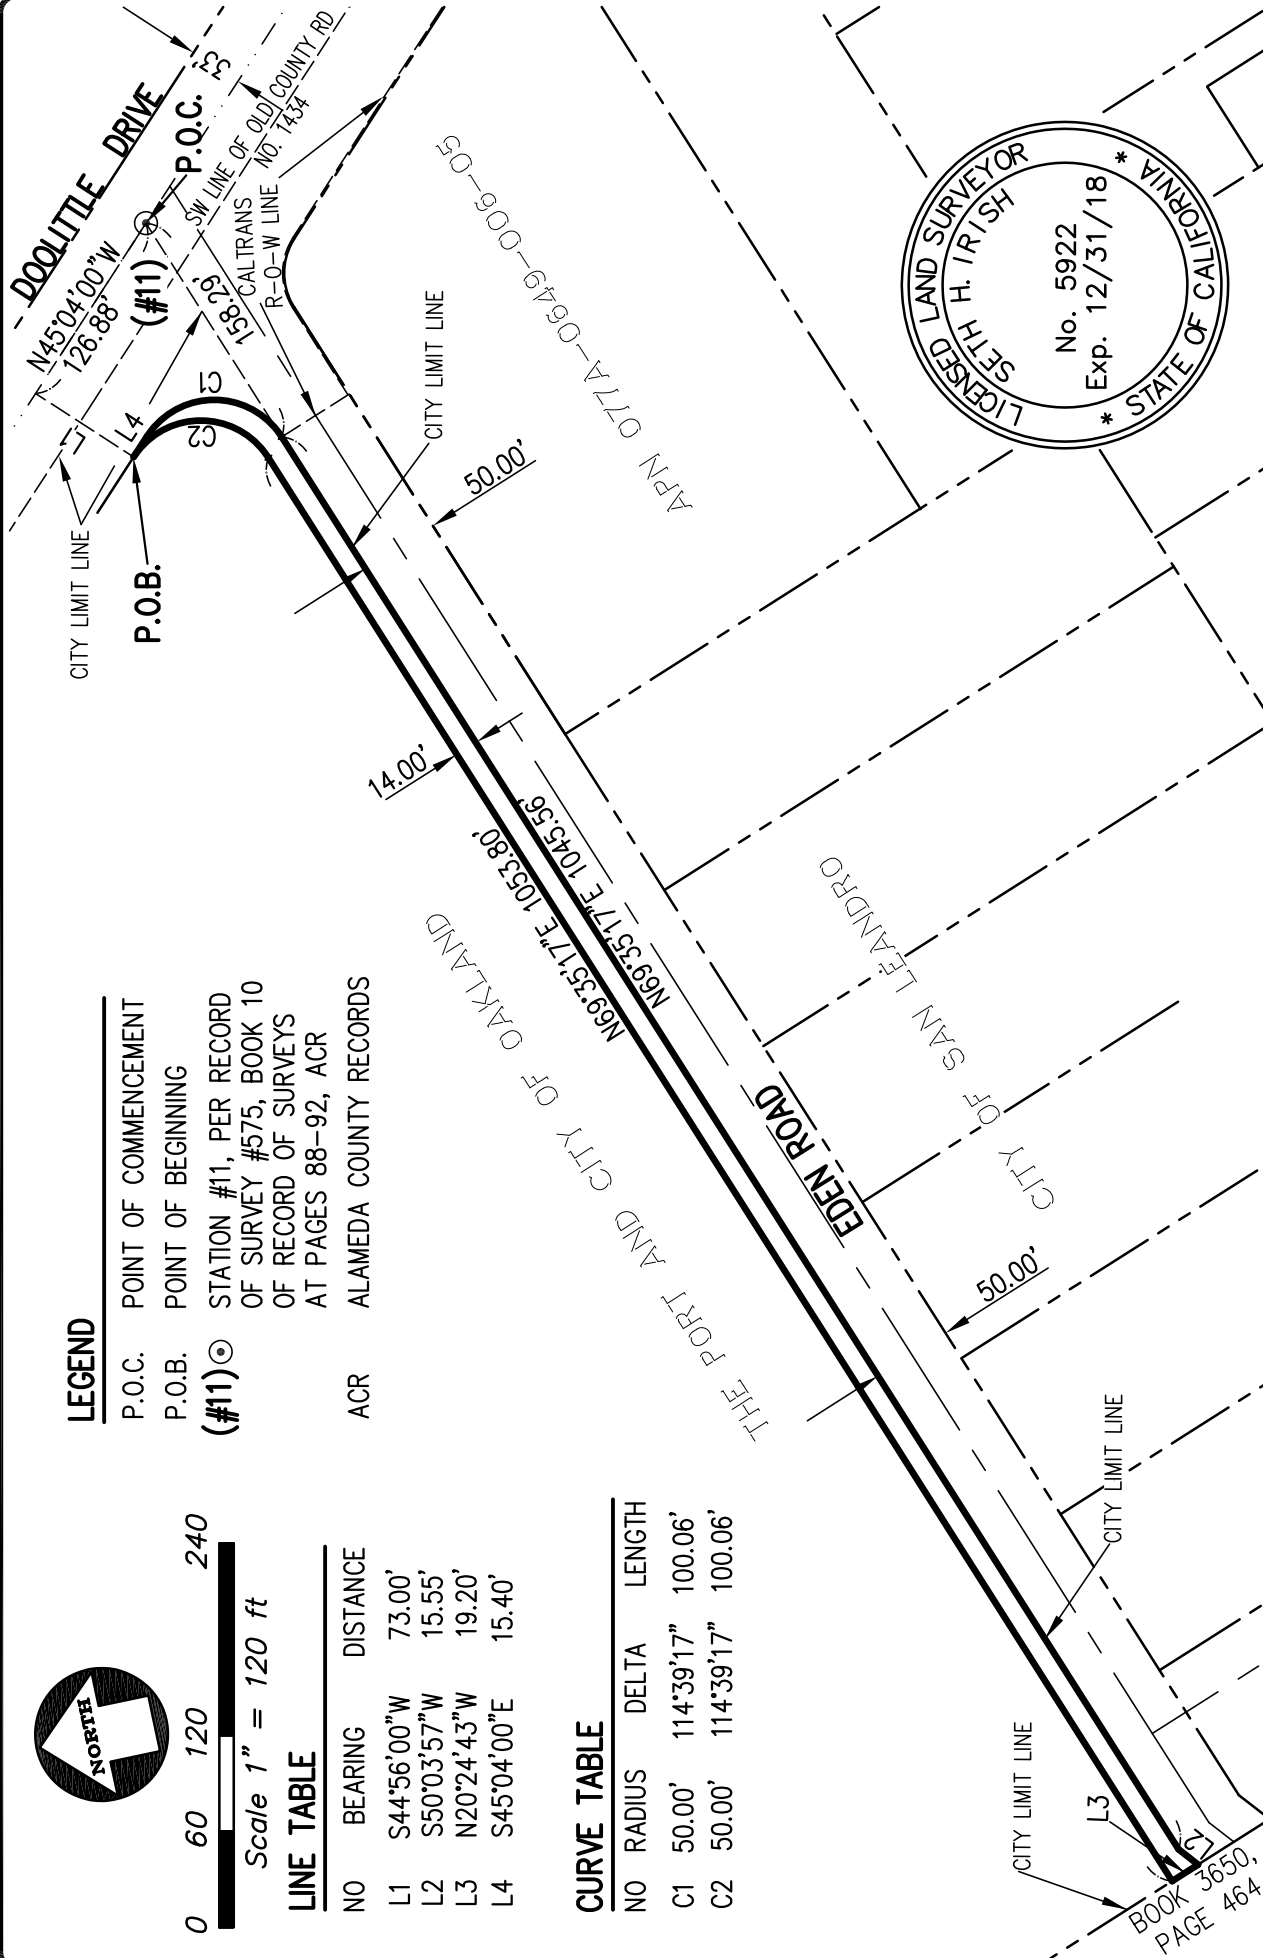 NORTH
0 60 120 240
Scale 1" = 120 ft
LINE TABLE
NO BEARING DISTANCE
L1 S44°56'00"W 73.00'
L2 S50°03'57"W 15.55'
L3 N20°24'43"W 19.20'
L4 S45°04'00"E 15.40'
CURVE TABLE
NO RADIUS DELTA LENGTH
C1 50.00' 114°39'17" 100.06'
C2 50.00' 114°39'17" 100.06'
LEGEND
P.O.C. POINT OF COMMENCEMENT
P.O.B. POINT OF BEGINNING
(#11) STATION #11, PER RECORD
OF SURVEY #575, BOOK 10
OF RECORD OF SURVEYS
AT PAGES 88-92, ACR
ACR ALAMEDA COUNTY RECORDS
DOOLITTLE DRIVE
33'
P.O.C.
N45°04'00"W
126.88'
(#11)
SW LINE OF OLD COUNTY RD
NO. 1434
CALTRANS
R-O-W LINE
158.29'
L1
L4
C1
C2
CITY LIMIT LINE
P.O.B.
CITY LIMIT LINE
50.00'
APN 077A-0649-006-05
14.00'
N69°35'17"E 1053.80'
N69°35'17"E 1045.56'
THE PORT AND CITY OF OAKLAND
CITY OF SAN LEANDRO
EDEN ROAD
50.00'
CITY LIMIT LINE
CITY LIMIT LINE
L3
L2
BOOK 3650,
PAGE 464
LICENSED LAND SURVEYOR
SETH H. IRISH
No. 5922
Exp. 12/31/18
* STATE OF CALIFORNIA *